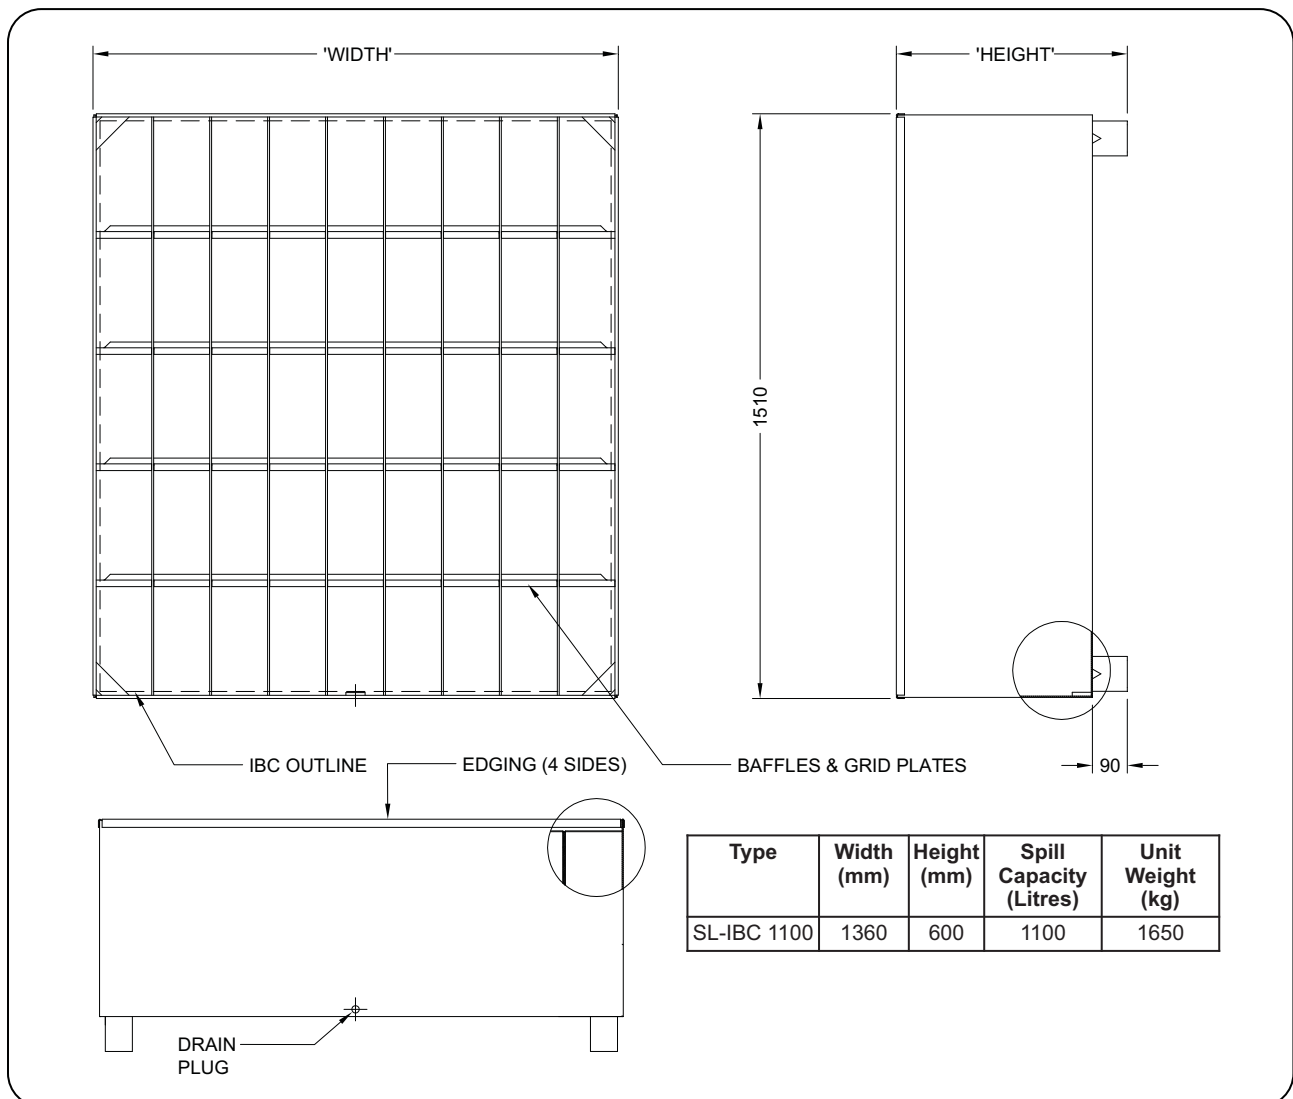 'WIDTH'
'HEIGHT'
1510
IBC OUTLINE
EDGING (4 SIDES)
BAFFLES & GRID PLATES
90
DRAIN
PLUG
Type Width Height Spill Unit
(mm) (mm) Capacity Weight
(Litres) (kg)
SL-IBC 1100 1360 600 1100 1650